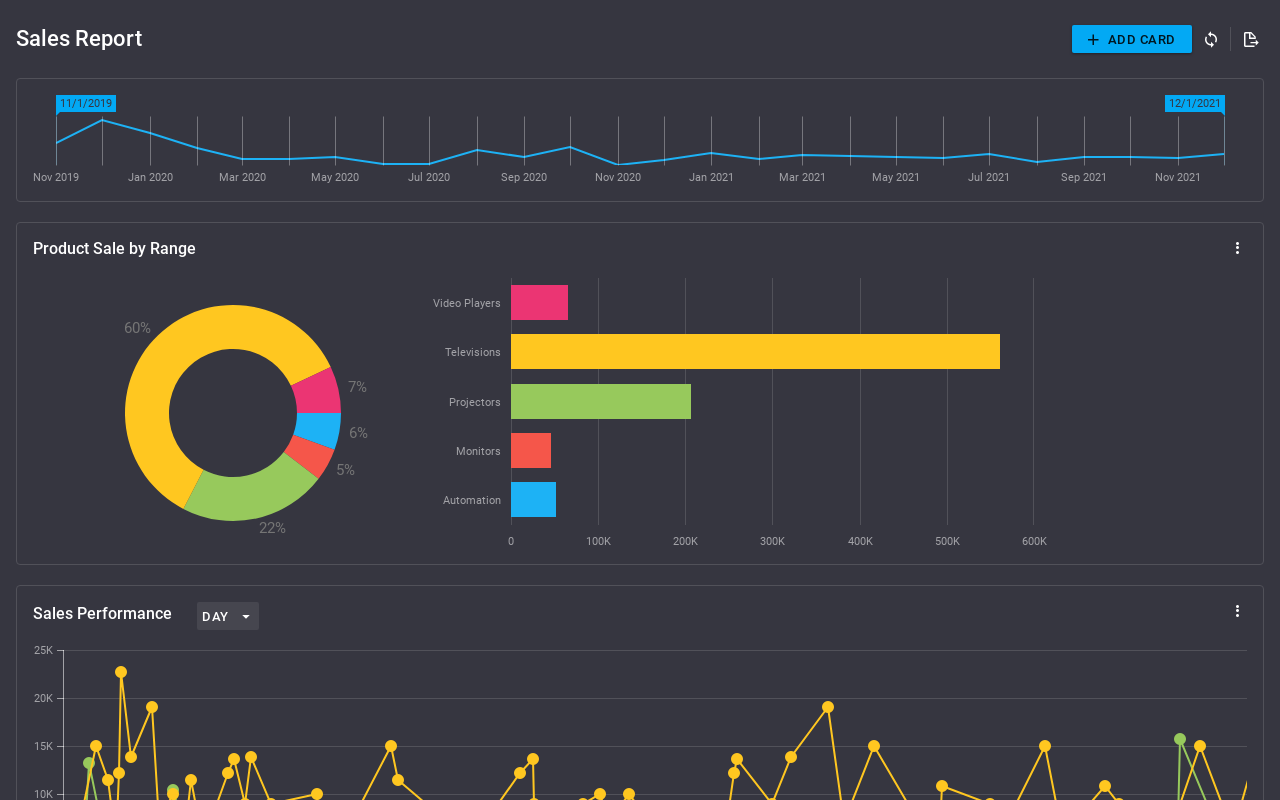 Sales Report
ADD CARD
11/1/2019
12/1/2021
Nov 2019 Jan 2020 Mar 2020 May 2020 Jul 2020 Sep 2020 Nov 2020 Jan 2021 Mar 2021 May 2021 Jul 2021 Sep 2021 Nov 2021
Product Sale by Range
60%
7%
6%
5%
22%
Video Players
Televisions
Projectors
Monitors
Automation
0 100K 200K 300K 400K 500K 600K
Sales Performance
DAY
25K
20K
15K
10K